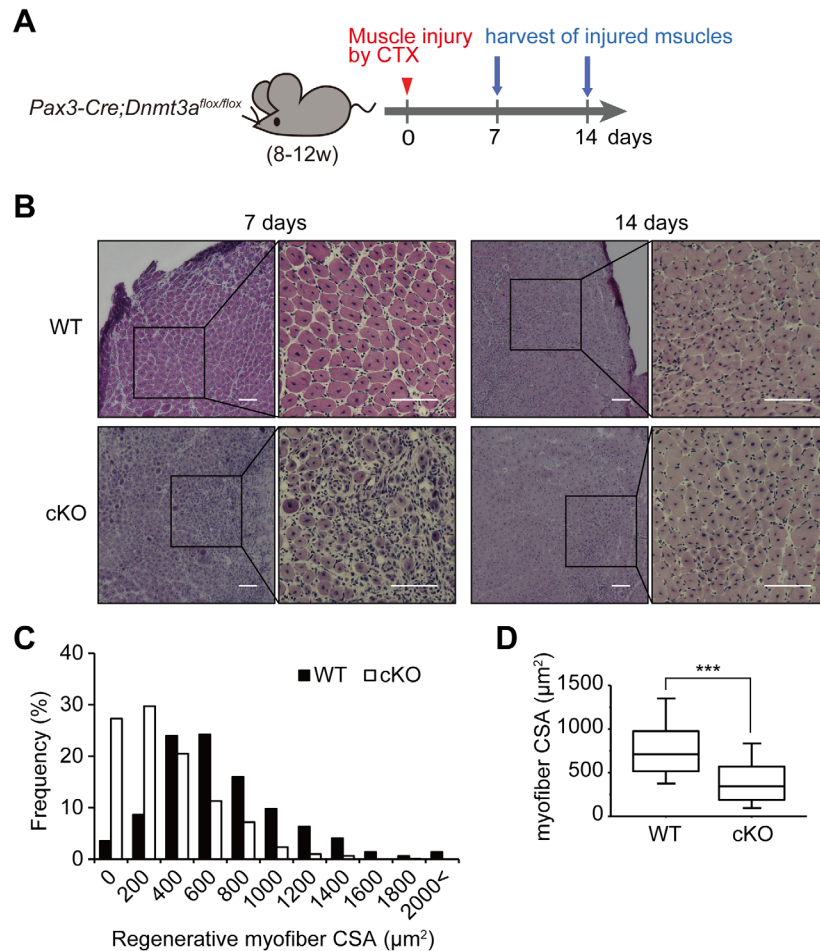 A
Muscle injury
by CTX
harvest of injured msucles
Pax3-Cre;Dnmt3a^flox/flox
(8-12w)
0 7 14 days
B
7 days 14 days
WT
cKO
C
40
30
20
10
0
Frequency (%)
WT cKO
0 200 400 600 800 1000 1200 1400 1600 1800 2000<
Regenerative myofiber CSA (µm²)
D
myofiber CSA (µm²)
1500
1000
500
0
***
WT cKO